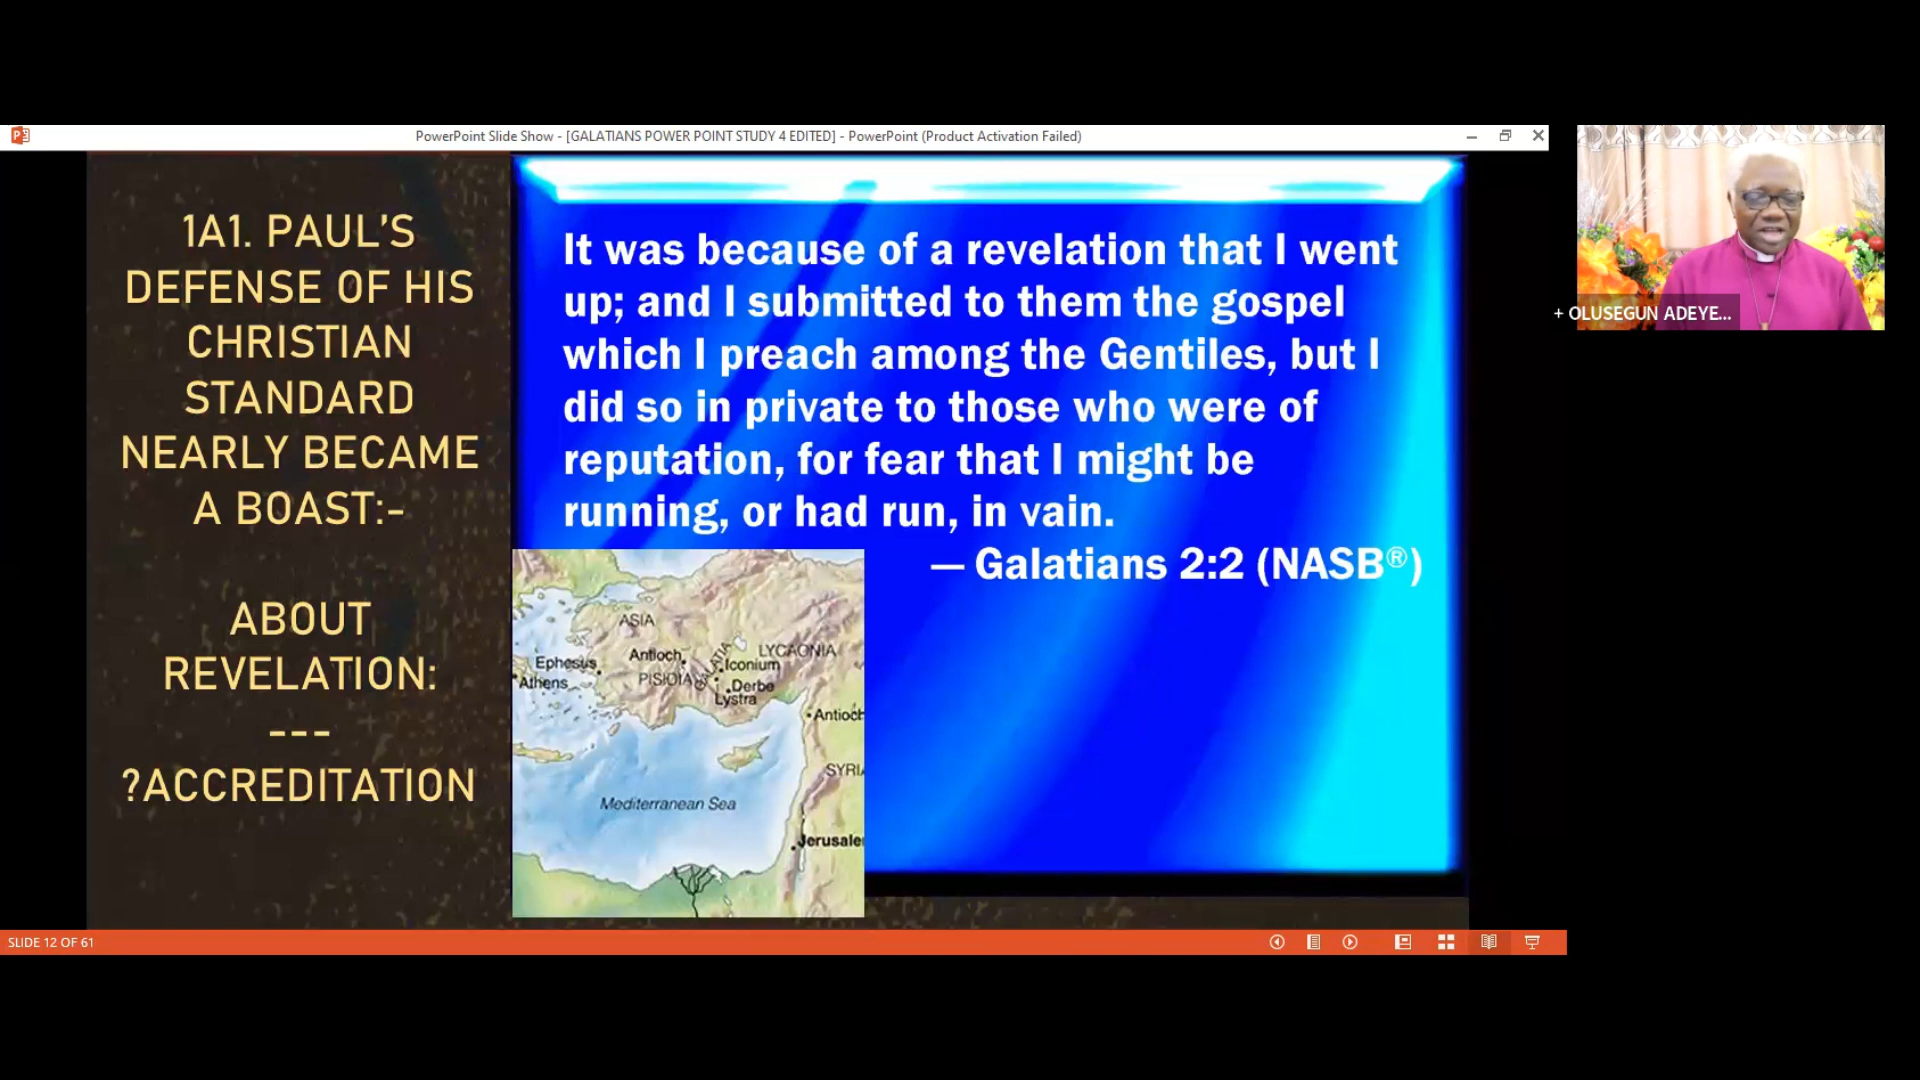 PowerPoint Slide Show - [GALATIANS POWER POINT STUDY 4 EDITED] - PowerPoint (Product Activation Failed)
1A1. PAUL'S
DEFENSE OF HIS
CHRISTIAN
STANDARD
NEARLY BECAME
A BOAST:-
ABOUT
REVELATION:
---
?ACCREDITATION
It was because of a revelation that I went
up; and I submitted to them the gospel
which I preach among the Gentiles, but I
did so in private to those who were of
reputation, for fear that I might be
running, or had run, in vain.
— Galatians 2:2 (NASB®)
ASIA
Antioch
LYCAONIA
GALATIA
Ephesus
Iconium
PISIDIA
Athens
Derbe
Lystra
Antioch
SYRIA
Mediterranean Sea
Jerusale
+ OLUSEGUN ADEYE...
SLIDE 12 OF 61